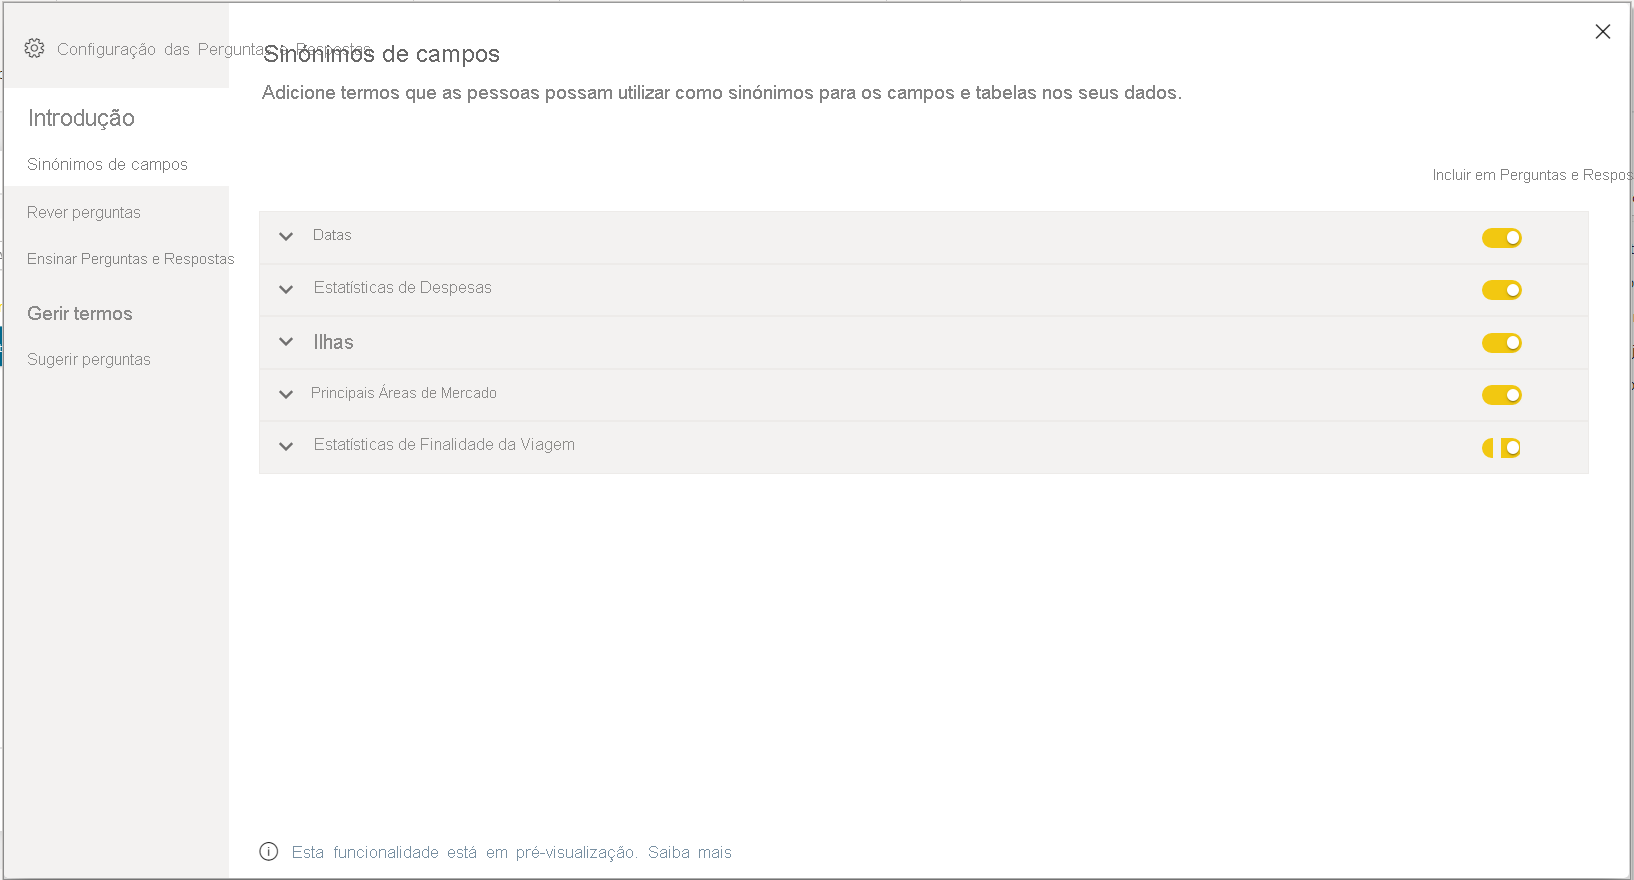 Configuração das Perguntas e Respostas
Sinónimos de campos
Adicione termos que as pessoas possam utilizar como sinónimos para os campos e tabelas nos seus dados.
Introdução
Sinónimos de campos
Rever perguntas
Ensinar Perguntas e Respostas
Gerir termos
Sugerir perguntas
Incluir em Perguntas e Respos
Datas
Estatísticas de Despesas
Ilhas
Principais Áreas de Mercado
Estatísticas de Finalidade da Viagem
Esta funcionalidade está em pré-visualização. Saiba mais